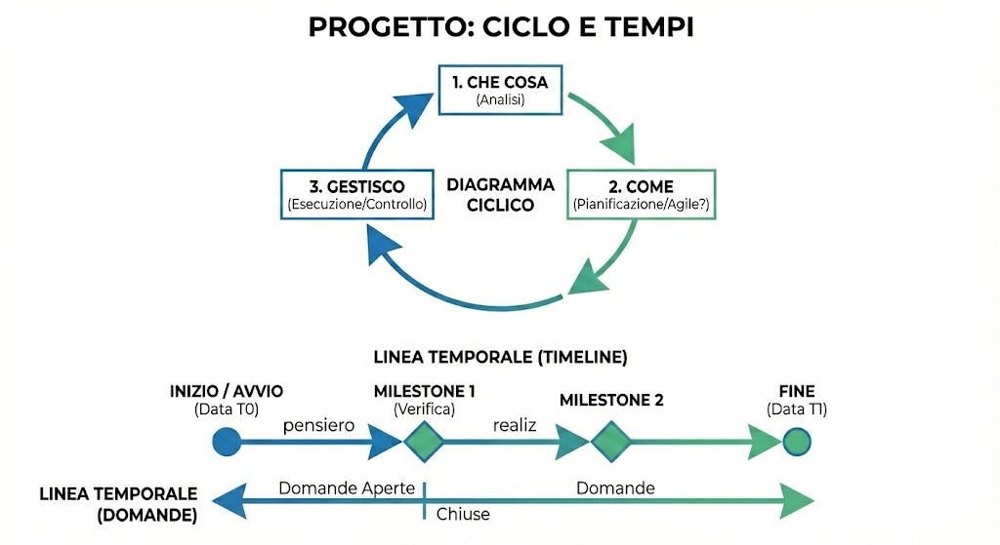 PROGETTO: CICLO E TEMPI
1. CHE COSA
(Analisi)
3. GESTISCO
(Esecuzione/Controllo)
DIAGRAMMA
CICLICO
2. COME
(Pianificazione/Agile?)
LINEA TEMPORALE (TIMELINE)
INIZIO / AVVIO
(Data T0)
MILESTONE 1
(Verifica)
MILESTONE 2
FINE
(Data T1)
pensiero
realiz
LINEA TEMPORALE
(DOMANDE)
Domande Aperte
Domande
Chiuse